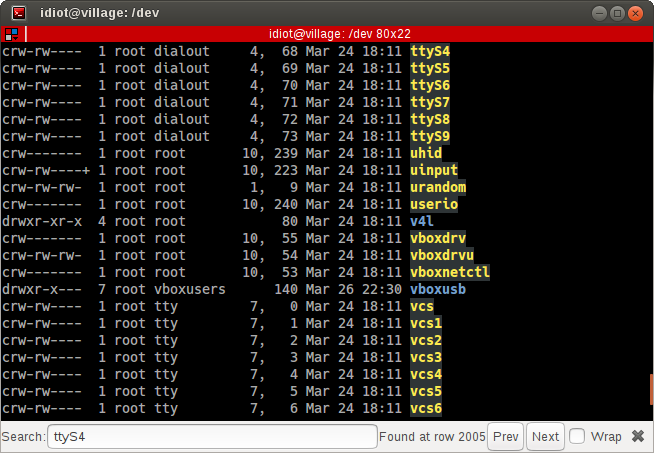 idiot@village: /dev
idiot@village: /dev 80x22
crw-rw---- 1 root dialout 4, 68 Mar 24 18:11 ttyS4
crw-rw---- 1 root dialout 4, 69 Mar 24 18:11 ttyS5
crw-rw---- 1 root dialout 4, 70 Mar 24 18:11 ttyS6
crw-rw---- 1 root dialout 4, 71 Mar 24 18:11 ttyS7
crw-rw---- 1 root dialout 4, 72 Mar 24 18:11 ttyS8
crw-rw---- 1 root dialout 4, 73 Mar 24 18:11 ttyS9
crw------- 1 root root 10, 239 Mar 24 18:11 uhid
crw-rw----+ 1 root root 10, 223 Mar 24 18:11 uinput
crw-rw-rw- 1 root root 1, 9 Mar 24 18:11 urandom
crw------- 1 root root 10, 240 Mar 24 18:11 userio
drwxr-xr-x 4 root root 80 Mar 24 18:11 v4l
crw------- 1 root root 10, 55 Mar 24 18:11 vboxdrv
crw-rw-rw- 1 root root 10, 54 Mar 24 18:11 vboxdrvu
crw------- 1 root root 10, 53 Mar 24 18:11 vboxnetctl
drwxr-x--- 7 root vboxusers 140 Mar 26 22:30 vboxusb
crw-rw---- 1 root tty 7, 0 Mar 24 18:11 vcs
crw-rw---- 1 root tty 7, 1 Mar 24 18:11 vcs1
crw-rw---- 1 root tty 7, 2 Mar 24 18:11 vcs2
crw-rw---- 1 root tty 7, 3 Mar 24 18:11 vcs3
crw-rw---- 1 root tty 7, 4 Mar 24 18:11 vcs4
crw-rw---- 1 root tty 7, 5 Mar 24 18:11 vcs5
crw-rw---- 1 root tty 7, 6 Mar 24 18:11 vcs6
Search: ttyS4 Found at row 2005 Prev Next Wrap